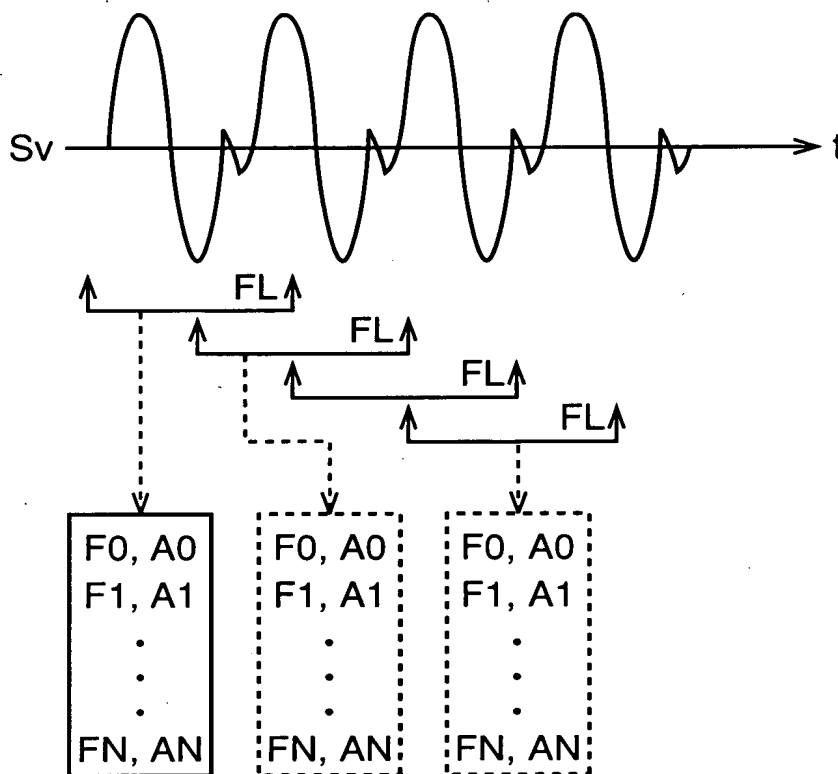 Sv t
FL
FL
FL
FL
F0, A0 F0, A0 F0, A0
F1, A1 F1, A1 F1, A1
FN, AN FN, AN FN, AN